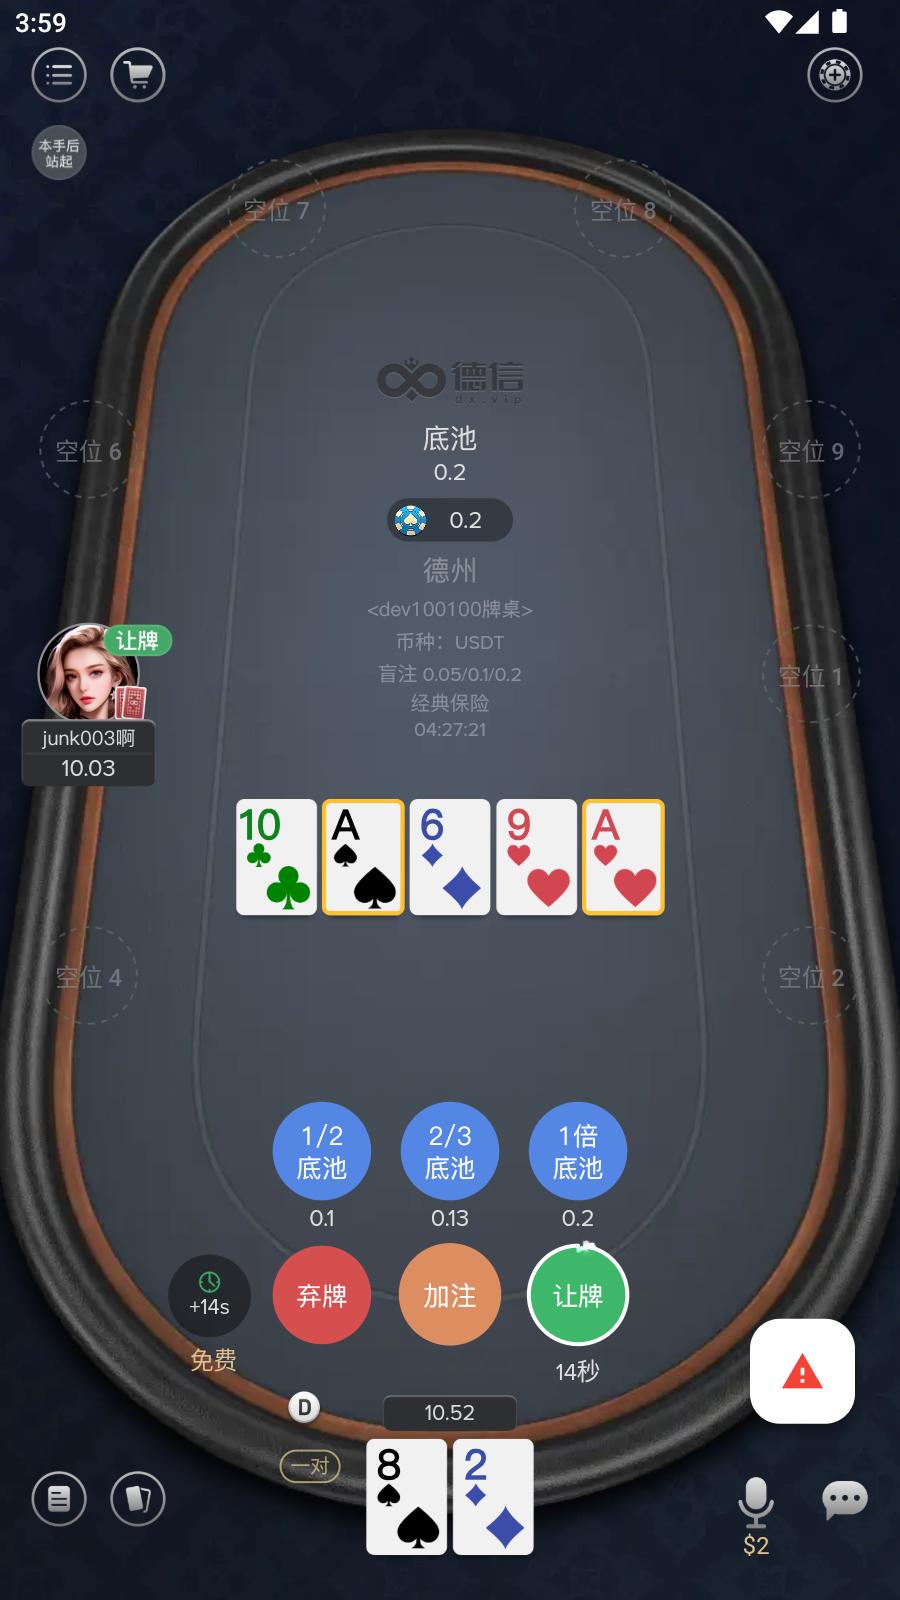 3:59
本手后
站起
空位 7
空位 8
德信
dx.vip
底池
0.2
空位 6
空位 9
0.2
德州
<dev100100牌桌>
币种：USDT
盲注 0.05/0.1/0.2
经典保险
04:27:21
让牌
junk003啊
10.03
空位 1
10
A
6
9
A
空位 4
空位 2
1/2
底池
2/3
底池
1倍
底池
0.1
0.13
0.2
+14s
弃牌
加注
让牌
免费
14秒
D
10.52
一对
8
2
$2